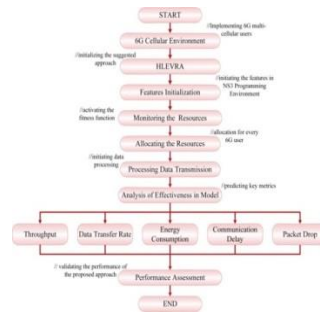 START
//Implementing 6G multi-
cellular users
6G Cellular Environment
//initializing the suggested
approach
HLEVRA
//initiating the features in
NS3 Programming
Environment
Features Initialization
//activating the
fitness function
Monitoring the Resources
//allocation for every
6G user
Allocating the Resources
//initiating data
processing
Processing Data Transmission
//predicting key metrics
Analysis of Effectiveness in Model
Throughput
Data Transfer Rate
Energy
Consumption
Communication
Delay
Packet Drop
// validating the performance of
the proposed approach
Performance Assessment
END